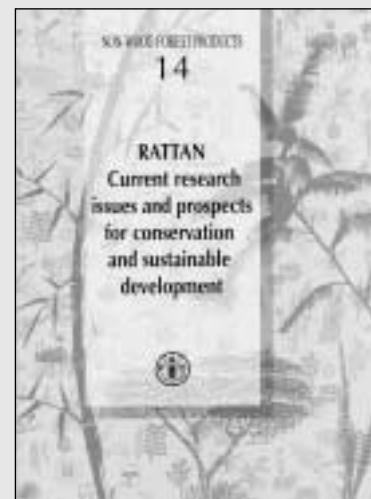 NON-WOOD FOREST PRODUCTS
14
RATTAN
Current research
issues and prospects
for conservation
and sustainable
development